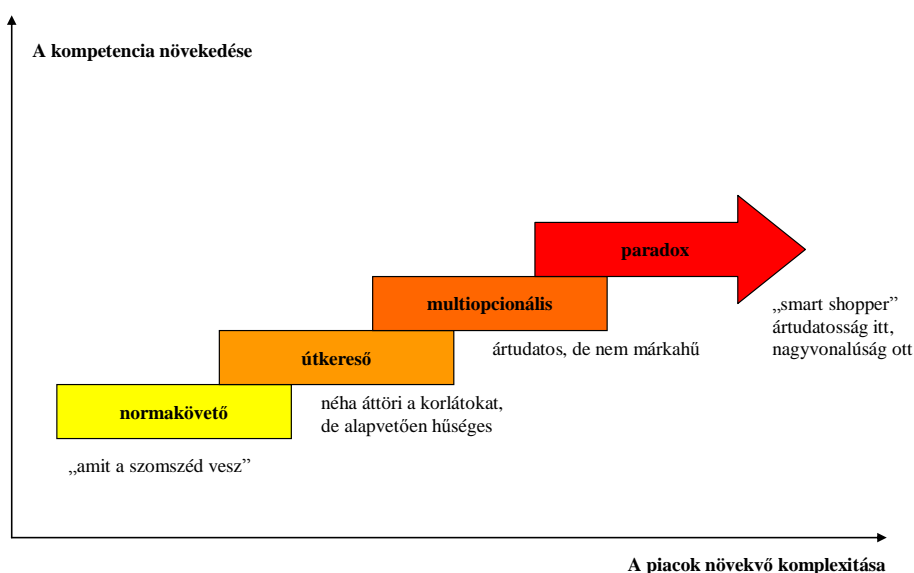 A kompetencia növekedése
paradox
multiopcionális
„smart shopper”
ártudatosság itt,
nagyvonalúság ott
ártudatos, de nem márkahű
útkereső
normakövető
néha áttöri a korlátokat,
de alapvetően hűséges
„amit a szomszéd vesz”
A piacok növekvő komplexitása